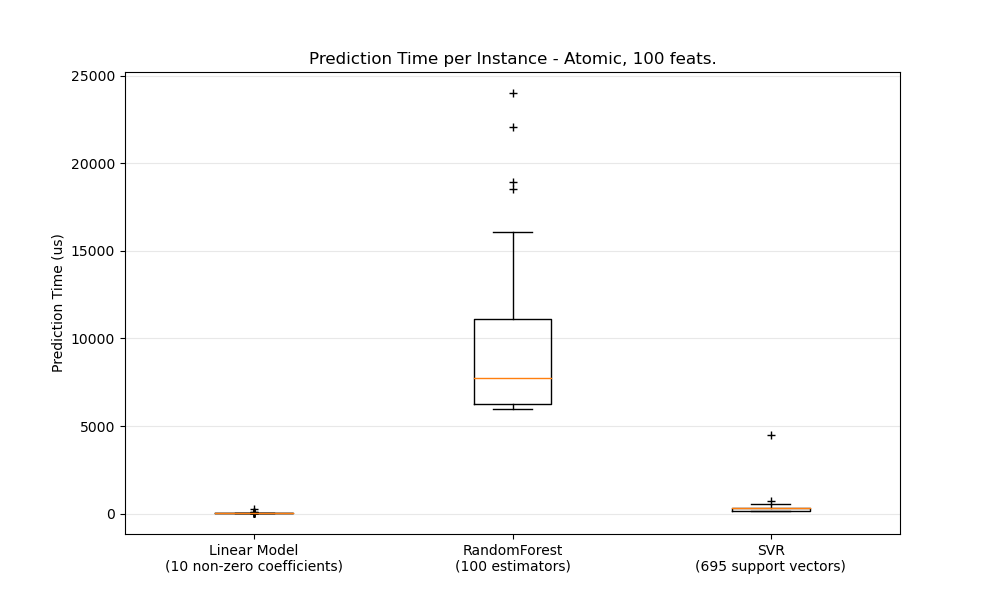 Prediction Time per Instance - Atomic, 100 feats.
Prediction Time (us)
25000
20000
15000
10000
5000
0
Linear Model
(10 non-zero coefficients)
RandomForest
(100 estimators)
SVR
(695 support vectors)